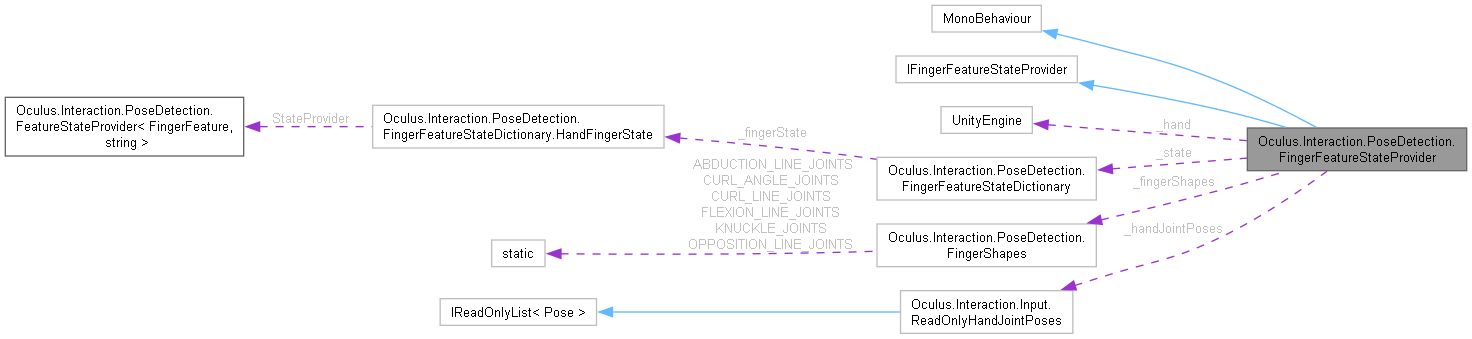 MonoBehaviour
IFingerFeatureStateProvider
Oculus.Interaction.PoseDetection.
FeatureStateProvider< FingerFeature,
string >
StateProvider
Oculus.Interaction.PoseDetection.
FingerFeatureStateDictionary.HandFingerState
_fingerState
UnityEngine
_hand
Oculus.Interaction.PoseDetection.
FingerFeatureStateProvider
_state
Oculus.Interaction.PoseDetection.
FingerFeatureStateDictionary
_fingerShapes
ABDUCTION_LINE_JOINTS
CURL_ANGLE_JOINTS
CURL_LINE_JOINTS
FLEXION_LINE_JOINTS
KNUCKLE_JOINTS
OPPOSITION_LINE_JOINTS
static
Oculus.Interaction.PoseDetection.
FingerShapes
_handJointPoses
IReadOnlyList< Pose >
Oculus.Interaction.Input.
ReadOnlyHandJointPoses